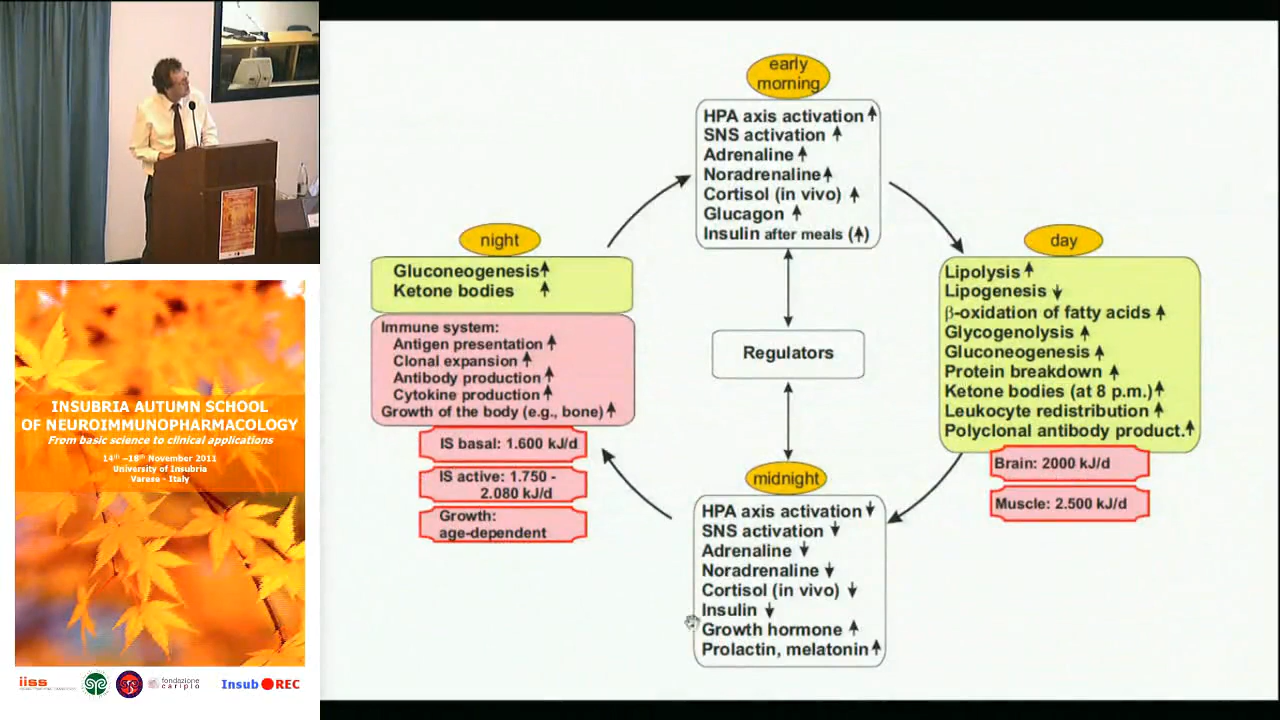 early
morning
HPA axis activation ↑
SNS activation ↑
Adrenaline ↑
Noradrenaline ↑
Cortisol (in vivo) ↑
Glucagon ↑
Insulin after meals (↑)
night
Gluconeogenesis ↑
Ketone bodies ↑
Immune system:
Antigen presentation ↑
Clonal expansion ↑
Antibody production ↑
Cytokine production ↑
Growth of the body (e.g., bone) ↑
IS basal: 1.600 kJ/d
IS active: 1.750 -
2.080 kJ/d
Growth:
age-dependent
Regulators
day
Lipolysis ↑
Lipogenesis ↓
β-oxidation of fatty acids ↑
Glycogenolysis ↑
Gluconeogenesis ↑
Protein breakdown ↑
Ketone bodies (at 8 p.m.) ↑
Leukocyte redistribution ↑
Polyclonal antibody product. ↑
Brain: 2000 kJ/d
Muscle: 2.500 kJ/d
midnight
HPA axis activation ↓
SNS activation ↓
Adrenaline ↓
Noradrenaline ↓
Cortisol (in vivo) ↓
Insulin ↓
Growth hormone ↑
Prolactin, melatonin ↑
INSUBRIA AUTUMN SCHOOL
OF NEUROIMMUNOPHARMACOLOGY
From basic science to clinical applications
14th –18th November 2011
University of Insubria
Varese - Italy
iiss
fondazione
cariplo
Insub REC